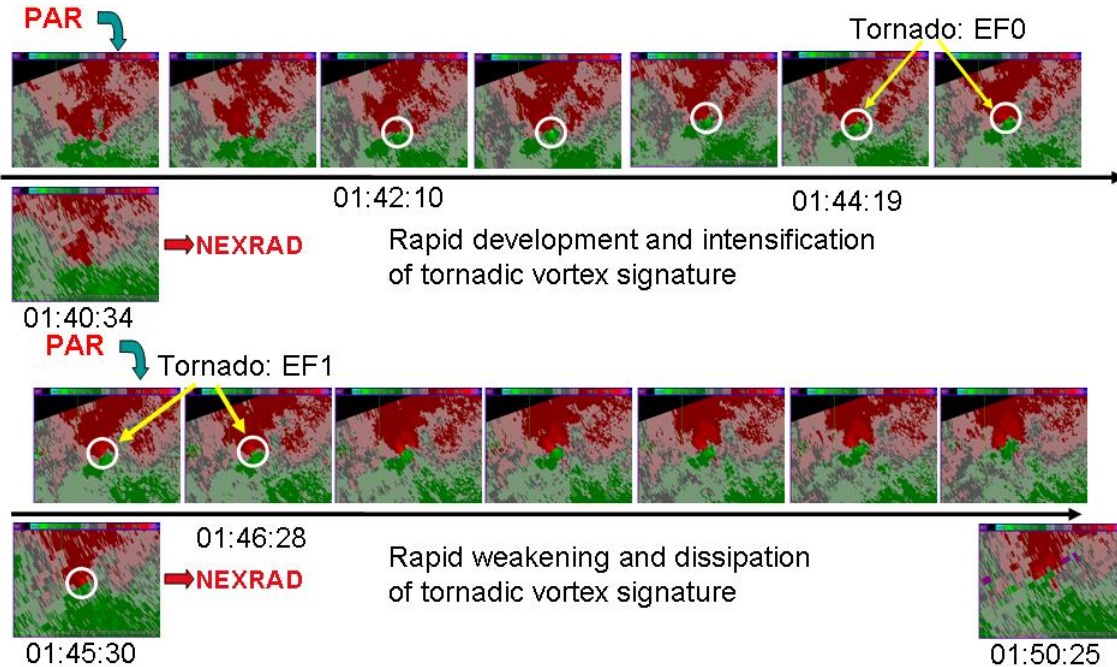 PAR
Tornado: EF0
01:42:10
01:44:19
NEXRAD
Rapid development and intensification
of tornadic vortex signature
01:40:34
PAR
Tornado: EF1
01:46:28
NEXRAD
Rapid weakening and dissipation
of tornadic vortex signature
01:45:30
01:50:25